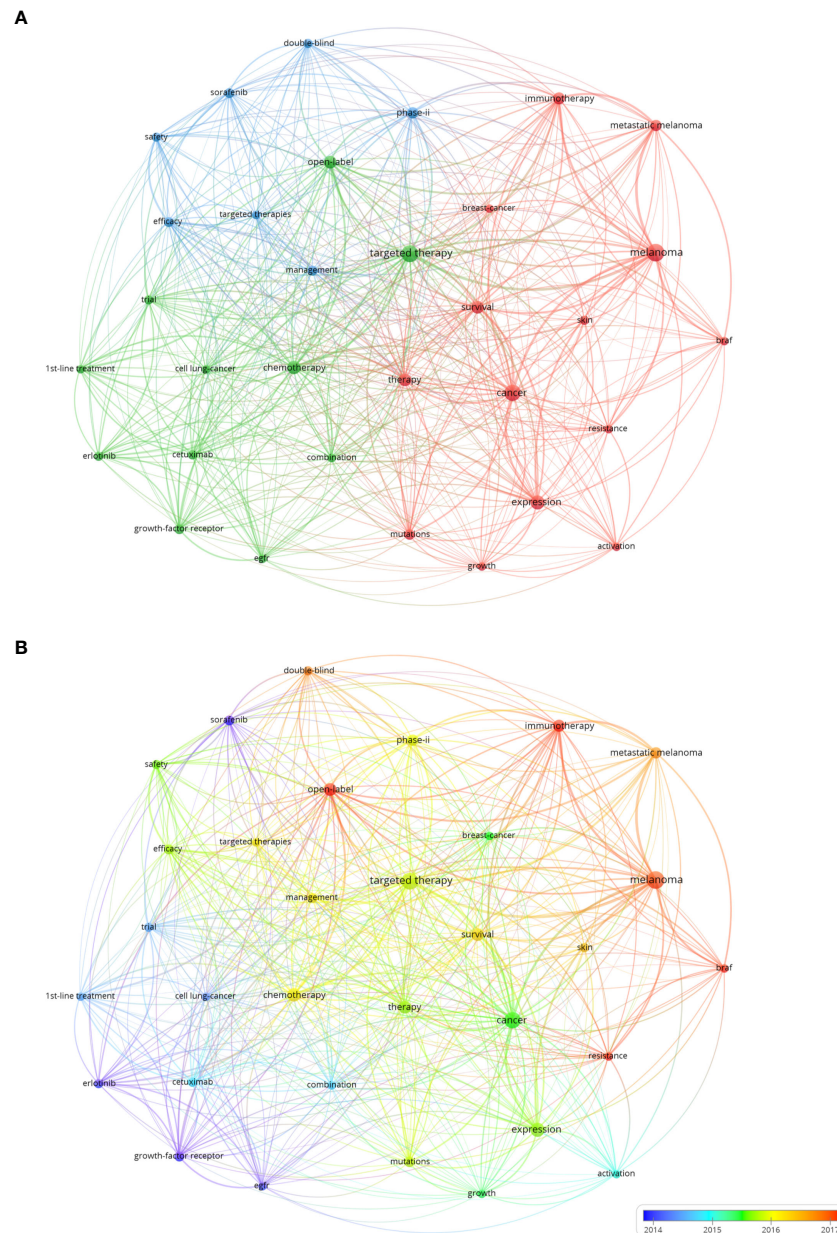 A
double-blind
sorafenib
immunotherapy
phase-ii
metastatic melanoma
safety
open-label
breast-cancer
targeted therapies
efficacy
targeted therapy
melanoma
management
trial
survival
skin
braf
1st-line treatment
cell lung-cancer
chemotherapy
therapy
cancer
resistance
erlotinib
cetuximab
combination
expression
growth-factor receptor
mutations
activation
egfr
growth
B
double-blind
sorafenib
immunotherapy
phase-ii
metastatic melanoma
safety
open-label
breast-cancer
targeted therapies
efficacy
targeted therapy
melanoma
management
trial
survival
skin
braf
1st-line treatment
cell lung-cancer
chemotherapy
therapy
cancer
resistance
erlotinib
cetuximab
combination
expression
growth-factor receptor
mutations
activation
egfr
growth
2014 2015 2016 2017